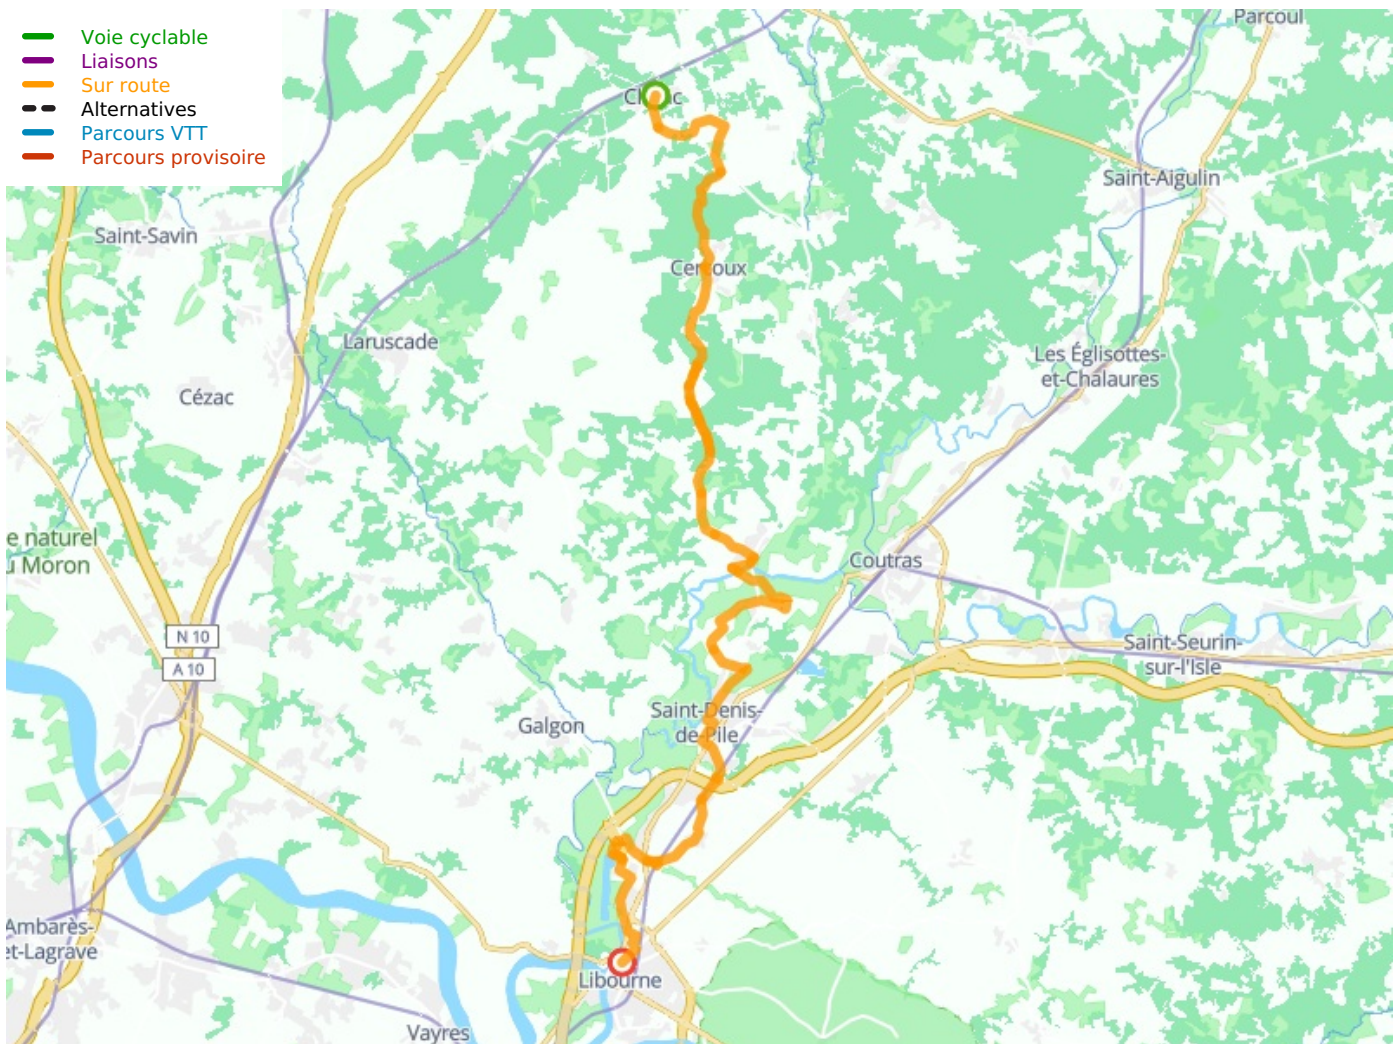 Voie cyclable
Liaisons
Sur route
Alternatives
Parcours VTT
Parcours provisoire
Parcoul
Saint-Aigulin
Saint-Savin
Cercoux
Laruscade
Les Églisottes-
et-Chalaures
Cézac
e naturel
u Moron
Coutras
N 10
A 10
Saint-Seurin-
sur-l'Isle
Saint-Denis-
de-Pile
Galgon
Ambarès-
et-Lagrave
Libourne
Vayres